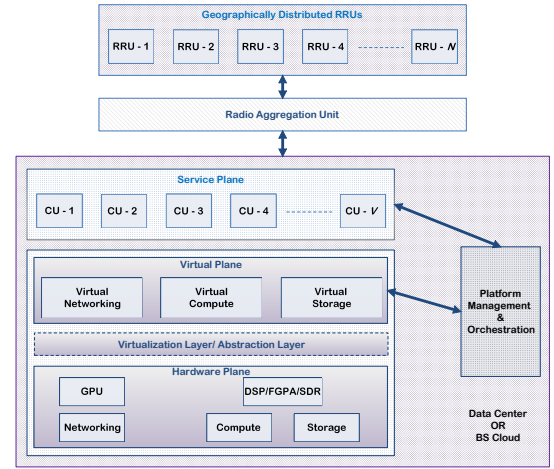 Geographically Distributed RRUs
RRU - 1
RRU - 2
RRU - 3
RRU - 4
RRU - N
Radio Aggregation Unit
Service Plane
CU - 1
CU - 2
CU - 3
CU - 4
CU - V
Virtual Plane
Virtual
Networking
Virtual
Compute
Virtual
Storage
Platform
Management
&
Orchestration
Virtualization Layer/ Abstraction Layer
Hardware Plane
GPU
DSP/FGPA/SDR
Networking
Compute
Storage
Data Center
OR
BS Cloud